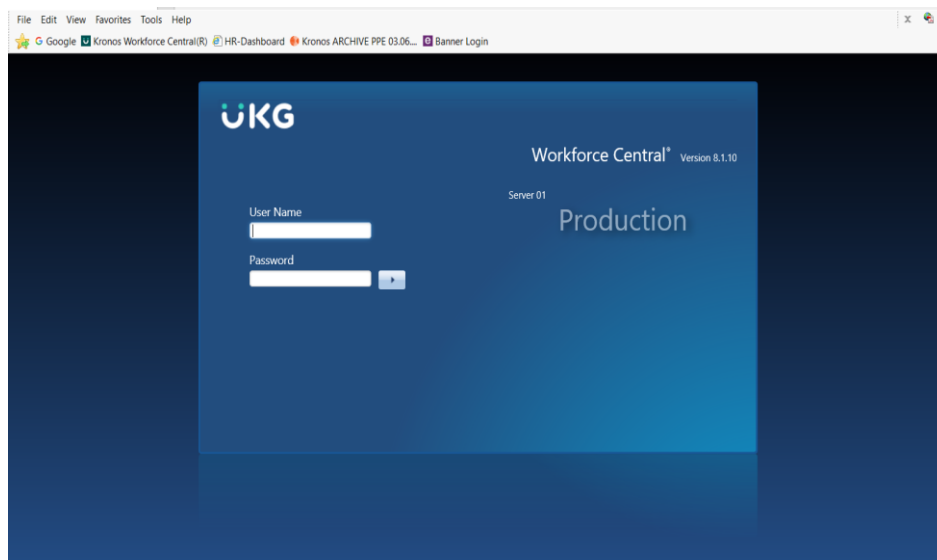 File Edit View Favorites Tools Help
x
G Google Kronos Workforce Central(R) HR-Dashboard Kronos ARCHIVE PPE 03.06.... Banner Login
UKG
Workforce Central® Version 8.1.10
Server 01
Production
User Name
Password